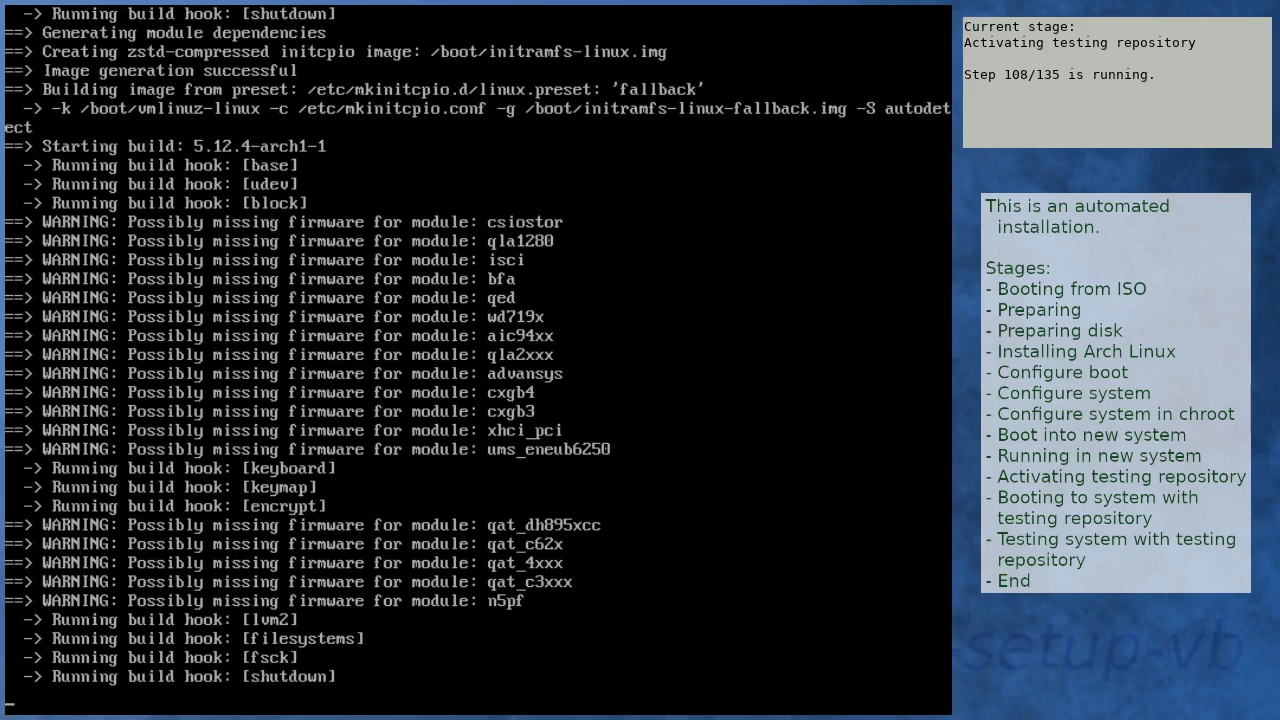 -> Running build hook: [shutdown]
==> Generating module dependencies
==> Creating zstd-compressed initcpio image: /boot/initramfs-linux.img
==> Image generation successful
==> Building image from preset: /etc/mkinitcpio.d/linux.preset: 'fallback'
-> -k /boot/vmlinuz-linux -c /etc/mkinitcpio.conf -g /boot/initramfs-linux-fallback.img -S autodet
ect
==> Starting build: 5.12.4-arch1-1
-> Running build hook: [base]
-> Running build hook: [udev]
-> Running build hook: [block]
==> WARNING: Possibly missing firmware for module: csiostor
==> WARNING: Possibly missing firmware for module: qla1280
==> WARNING: Possibly missing firmware for module: isci
==> WARNING: Possibly missing firmware for module: bfa
==> WARNING: Possibly missing firmware for module: qed
==> WARNING: Possibly missing firmware for module: wd719x
==> WARNING: Possibly missing firmware for module: aic94xx
==> WARNING: Possibly missing firmware for module: qla2xxx
==> WARNING: Possibly missing firmware for module: advansys
==> WARNING: Possibly missing firmware for module: cxgb4
==> WARNING: Possibly missing firmware for module: cxgb3
==> WARNING: Possibly missing firmware for module: xhci_pci
==> WARNING: Possibly missing firmware for module: ums_eneub6250
-> Running build hook: [keyboard]
-> Running build hook: [keymap]
-> Running build hook: [encrypt]
==> WARNING: Possibly missing firmware for module: qat_dh895xcc
==> WARNING: Possibly missing firmware for module: qat_c62x
==> WARNING: Possibly missing firmware for module: qat_4xxx
==> WARNING: Possibly missing firmware for module: qat_c3xxx
==> WARNING: Possibly missing firmware for module: n5pf
-> Running build hook: [lvm2]
-> Running build hook: [filesystems]
-> Running build hook: [fsck]
-> Running build hook: [shutdown]
Current stage:
Activating testing repository
Step 108/135 is running.
This is an automated
installation.
Stages:
- Booting from ISO
- Preparing
- Preparing disk
- Installing Arch Linux
- Configure boot
- Configure system
- Configure system in chroot
- Boot into new system
- Running in new system
- Activating testing repository
- Booting to system with
testing repository
- Testing system with testing
repository
- End
-setup-vb